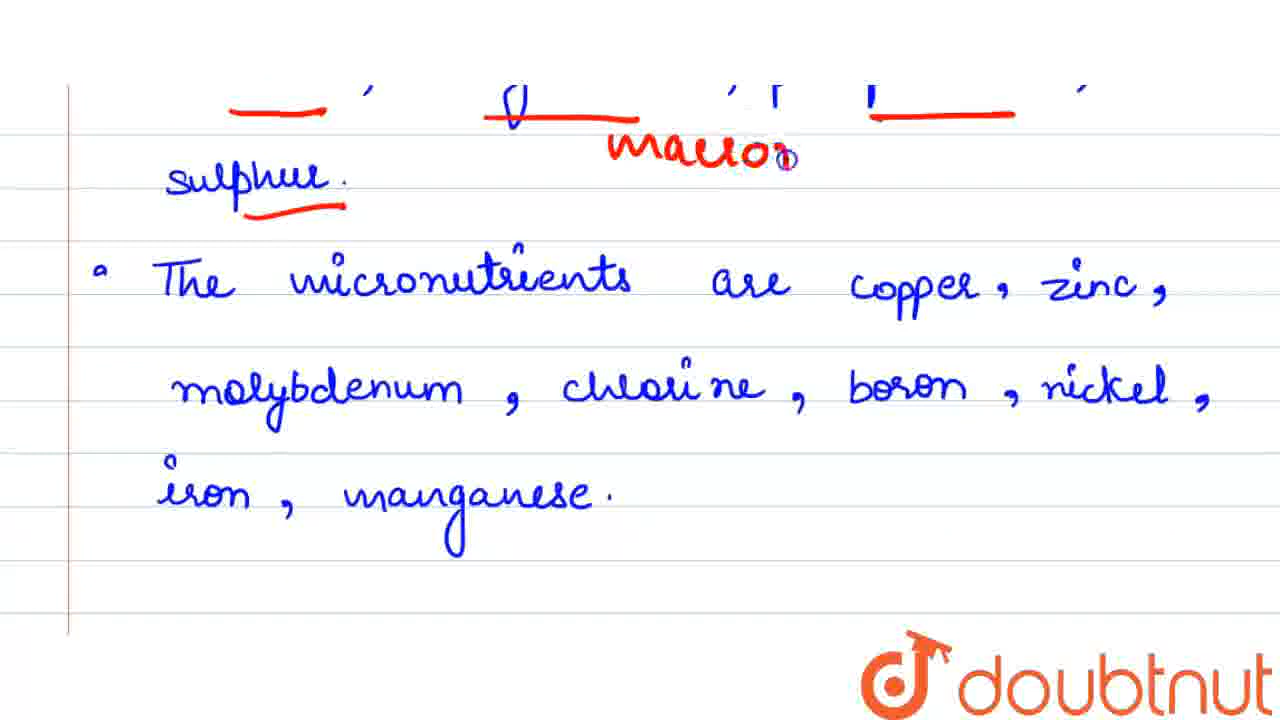 macro
sulphur.
The micronutrients are copper, zinc,
molybdenum, chlorine, boron, nickel,
iron, manganese.
doubtnut